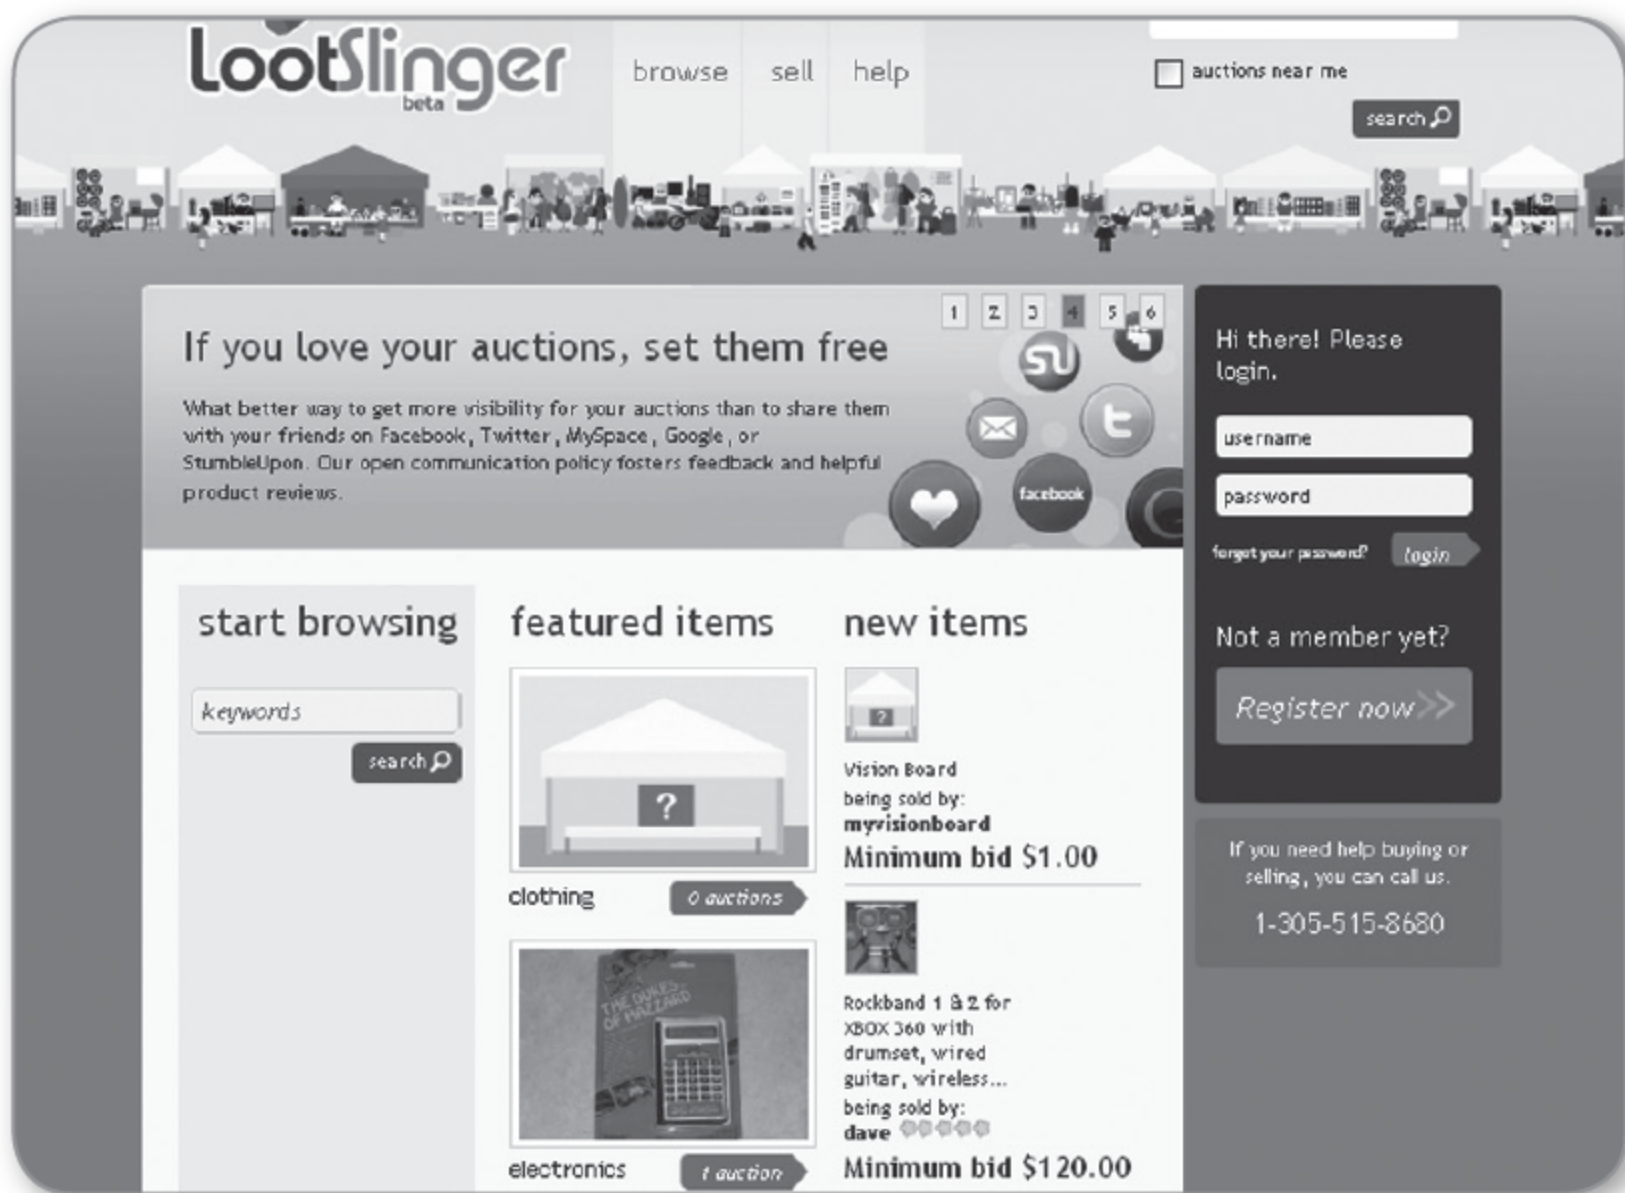 LootSlinger
beta
browse sell help
auctions near me
search
1 2 3 4 5 6
If you love your auctions, set them free
What better way to get more visibility for your auctions than to share them
with your friends on Facebook, Twitter, MySpace, Google, or
StumbleUpon. Our open communication policy fosters feedback and helpful
product reviews.
facebook
Hi there! Please
login.
username
password
forgot your password? login
Not a member yet?
Register now
If you need help buying or
selling, you can call us.
1-305-515-8680
start browsing
keywords
search
featured items
?
clothing 0 auctions
THE DUKES
OF HAZZARD
electronics 1 auction
new items
?
Vision Board
being sold by:
myvisionboard
Minimum bid $1.00
Rockband 1 & 2 for
XBOX 360 with
drumset, wired
guitar, wireless...
being sold by:
dave
Minimum bid $120.00